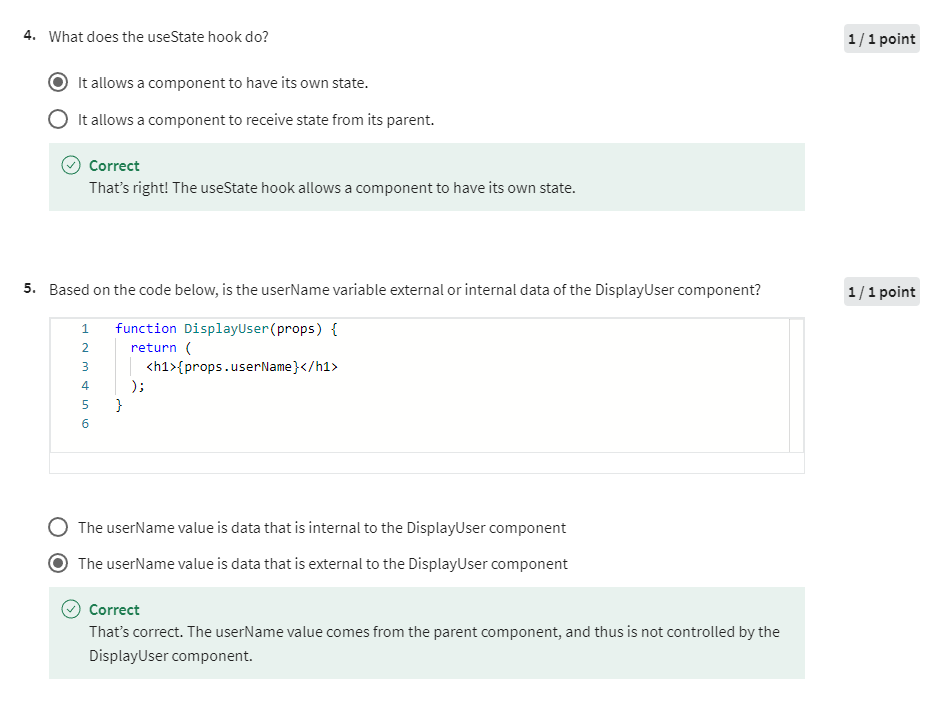 4. What does the useState hook do?
1 / 1 point
It allows a component to have its own state.
It allows a component to receive state from its parent.
Correct
That’s right! The useState hook allows a component to have its own state.
5. Based on the code below, is the userName variable external or internal data of the DisplayUser component?
1 / 1 point
1 function DisplayUser(props) {
2 return (
3 <h1>{props.userName}</h1>
4 );
5 }
6
The userName value is data that is internal to the DisplayUser component
The userName value is data that is external to the DisplayUser component
Correct
That’s correct. The userName value comes from the parent component, and thus is not controlled by the
DisplayUser component.